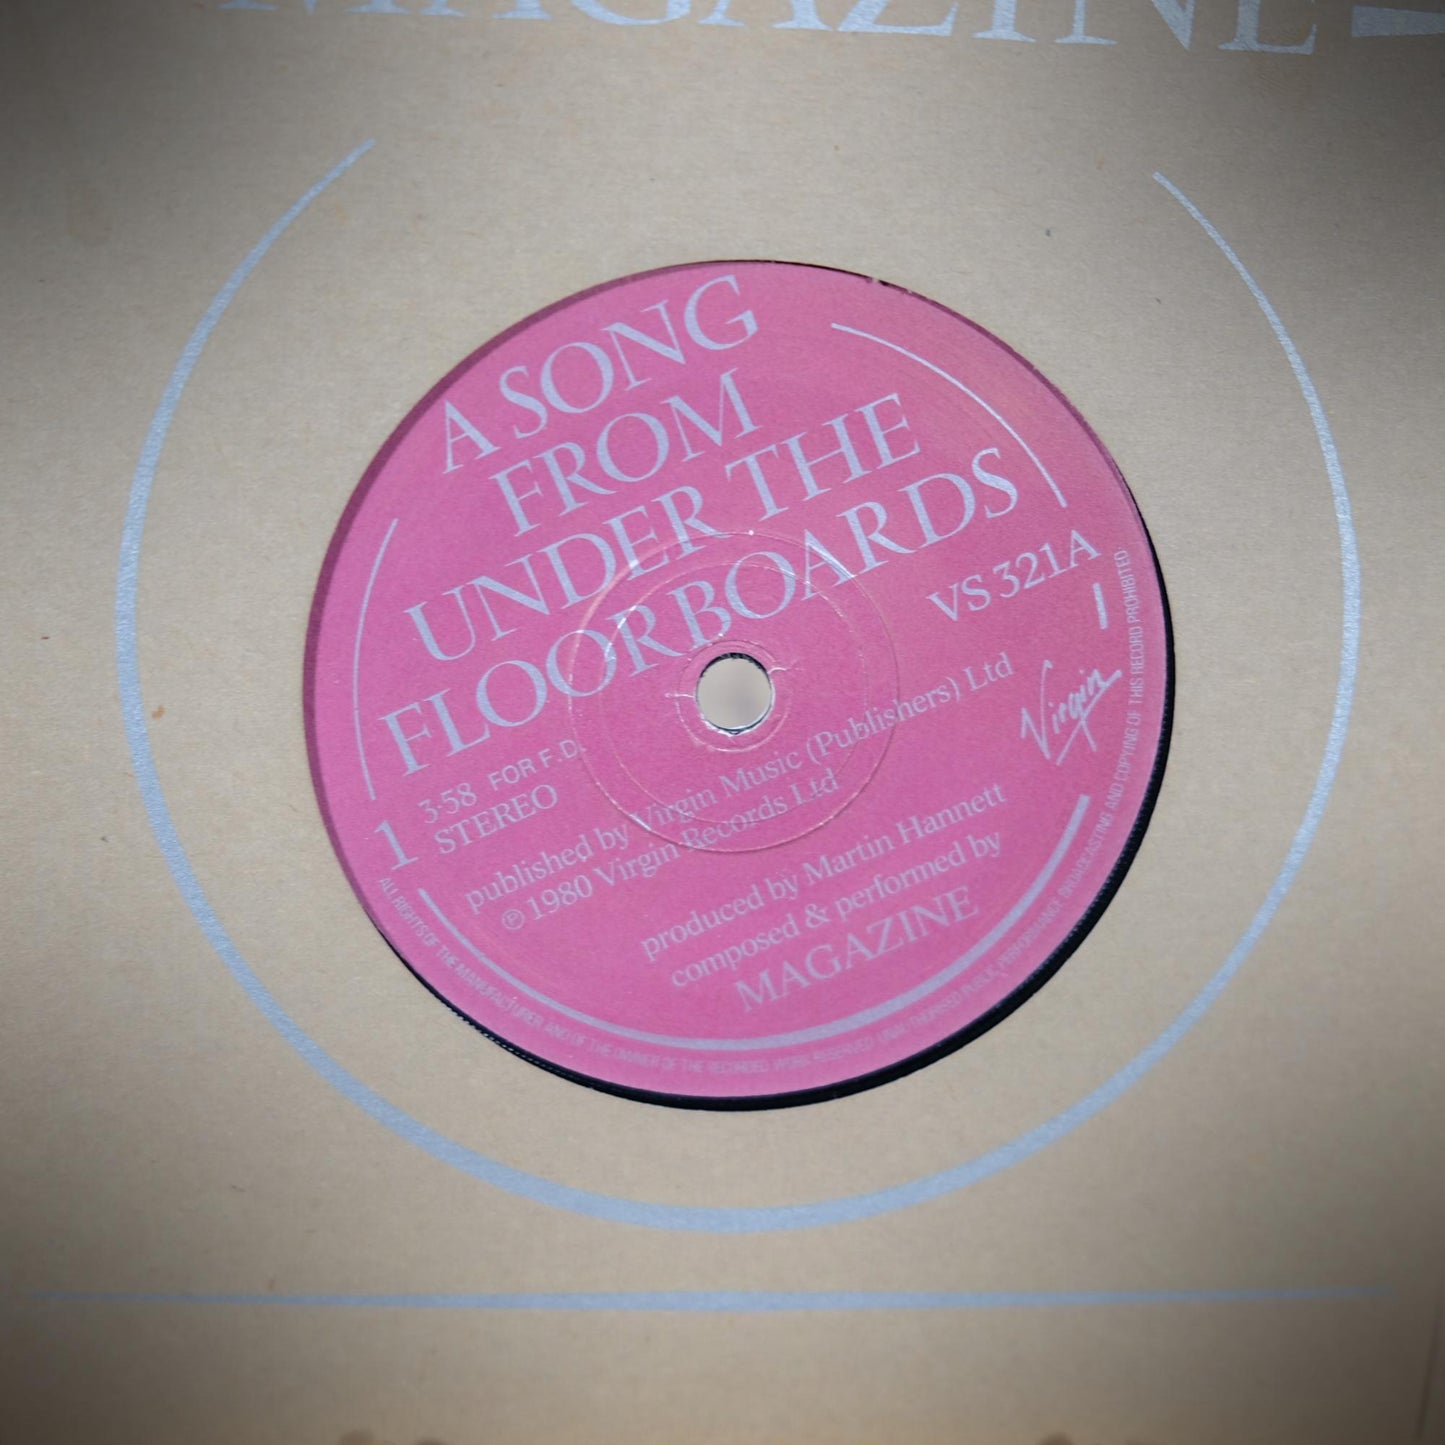 MAGAZINE
A SONG
FROM
UNDER THE
FLOORBOARDS
VS 321A
3·58 FOR F.D.
STEREO
1
Virgin
published by Virgin Music (Publishers) Ltd
℗ 1980 Virgin Records Ltd
produced by Martin Hannett
composed & performed by
MAGAZINE
ALL RIGHTS OF THE MANUFACTURER AND OF THE OWNER OF THE RECORDED WORK RESERVED UNAUTHORISED PUBLIC PERFORMANCE BROADCASTING AND COPYING OF THIS RECORD PROHIBITED